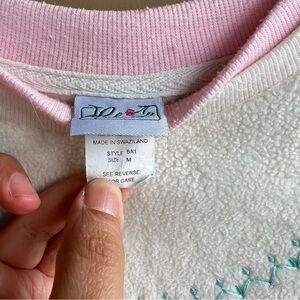 MADE IN SWAZILAND
STYLE BA1
SIZE M
SEE REVERSE
FOR CARE